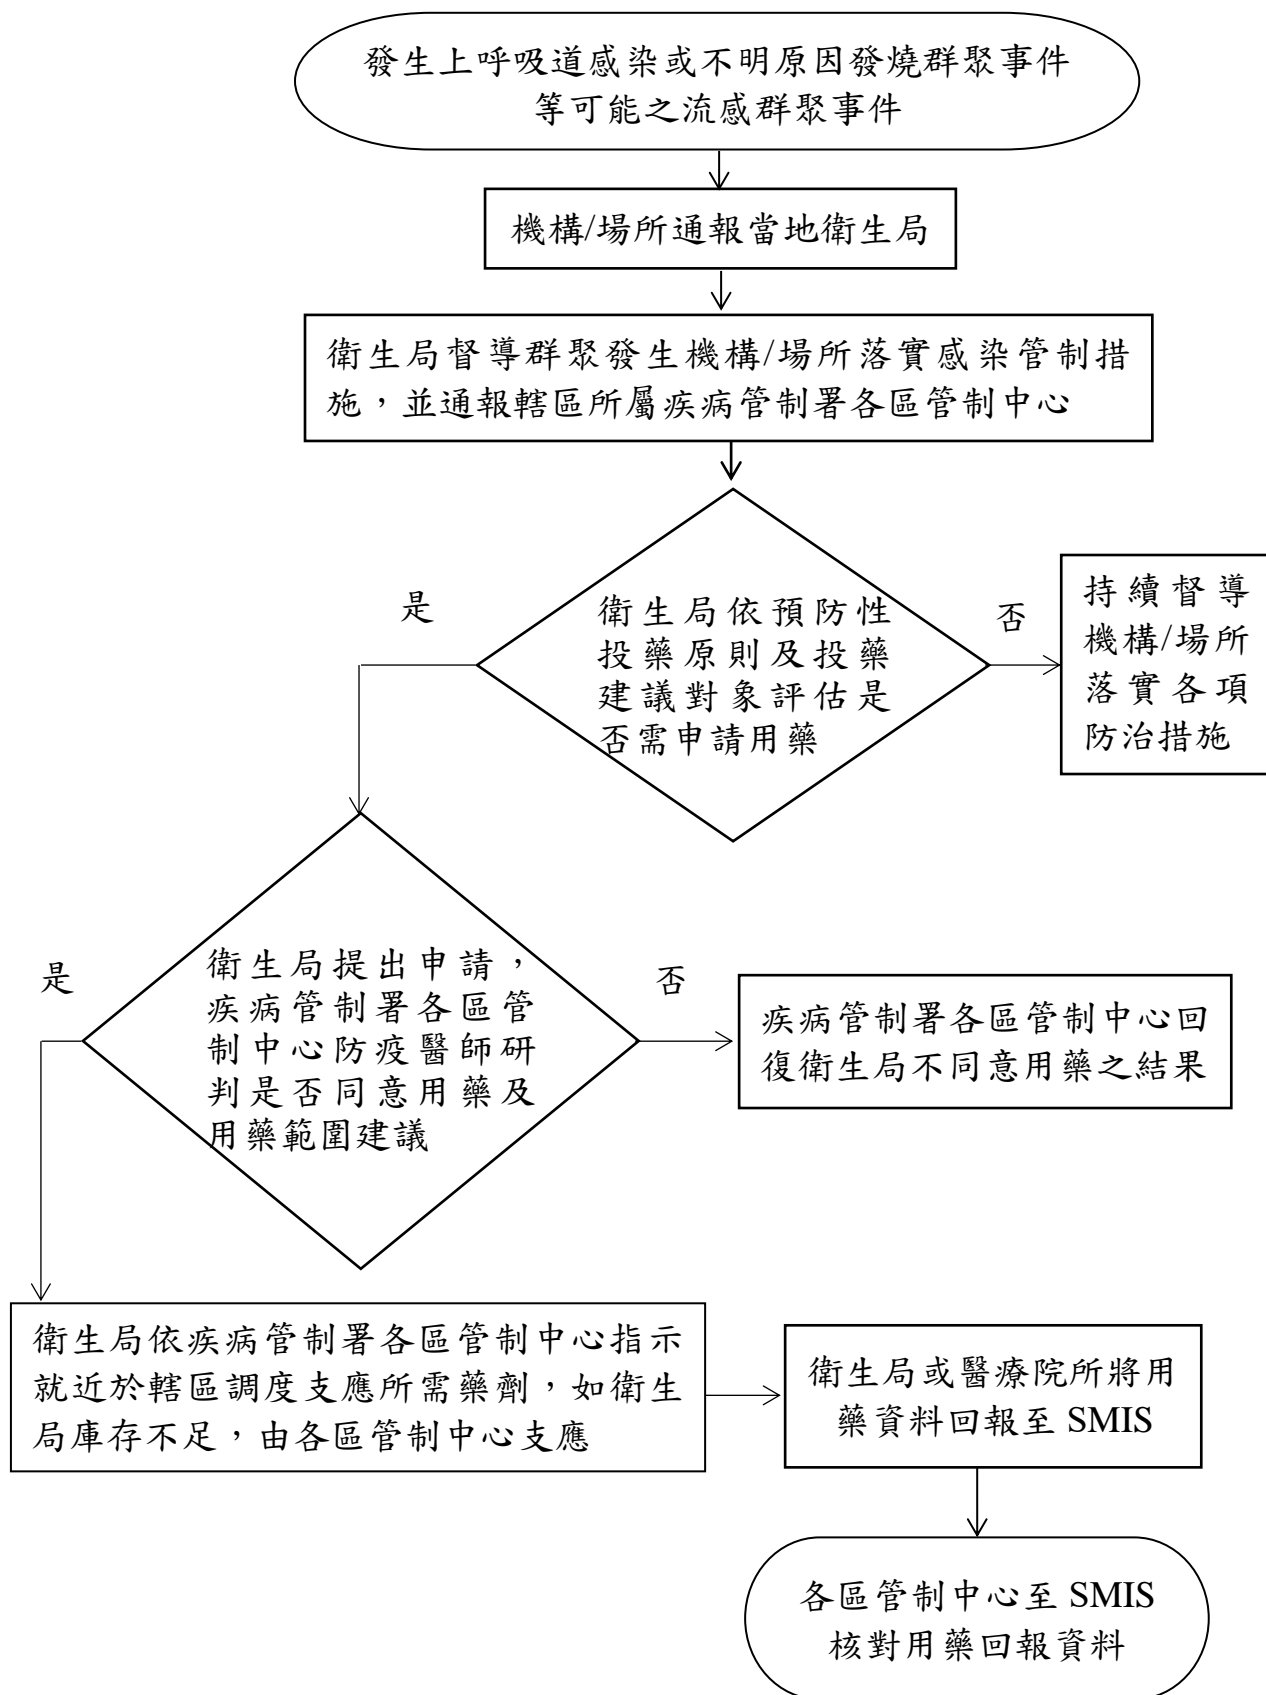 發生上呼吸道感染或不明原因發燒群聚事件
等可能之流感群聚事件
機構/場所通報當地衛生局
衛生局督導群聚發生機構/場所落實感染管制措
施，並通報轄區所屬疾病管制署各區管制中心
是
衛生局依預防性
投藥原則及投藥
建議對象評估是
否需申請用藥
否
持續督導
機構/場所
落實各項
防治措施
是
衛生局提出申請，
疾病管制署各區管
制中心防疫醫師研
判是否同意用藥及
用藥範圍建議
否
疾病管制署各區管制中心回
復衛生局不同意用藥之結果
衛生局依疾病管制署各區管制中心指示
就近於轄區調度支應所需藥劑，如衛生
局庫存不足，由各區管制中心支應
衛生局或醫療院所將用
藥資料回報至 SMIS
各區管制中心至 SMIS
核對用藥回報資料